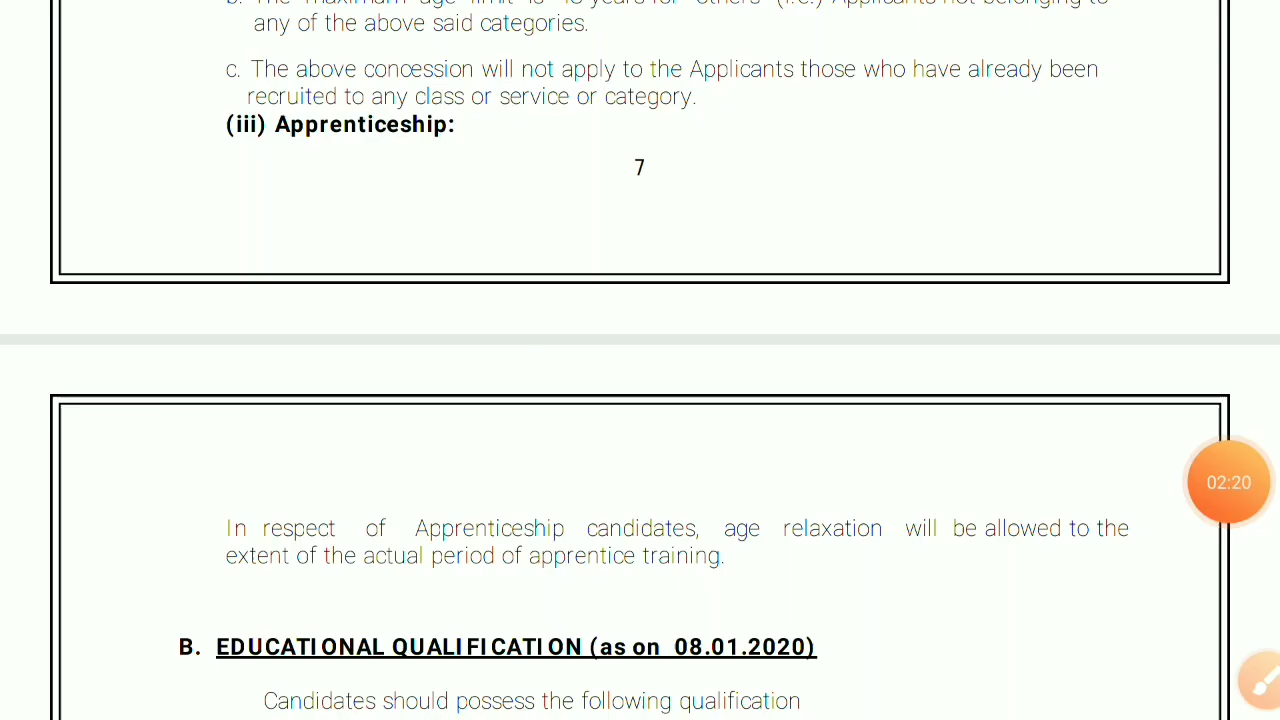 any of the above said categories.
c. The above concession will not apply to the Applicants those who have already been
recruited to any class or service or category.
(iii) Apprenticeship:
7
In respect of Apprenticeship candidates, age relaxation will be allowed to the
extent of the actual period of apprentice training.
B. EDUCATIONAL QUALIFICATION (as on 08.01.2020)
Candidates should possess the following qualification
02:20